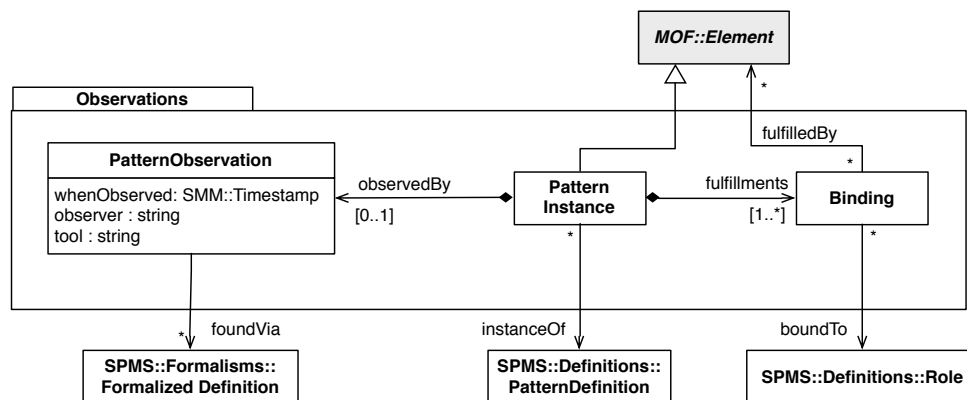 MOF::Element
Observations
*
fulfilledBy
PatternObservation
whenObserved: SMM::Timestamp
observer : string
tool : string
observedBy
[0..1]
Pattern
Instance
*
fulfillments
[1..*]
*
Binding
*
*
foundVia
instanceOf
boundTo
SPMS::Formalisms::
Formalized Definition
SPMS::Definitions::
PatternDefinition
SPMS::Definitions::Role